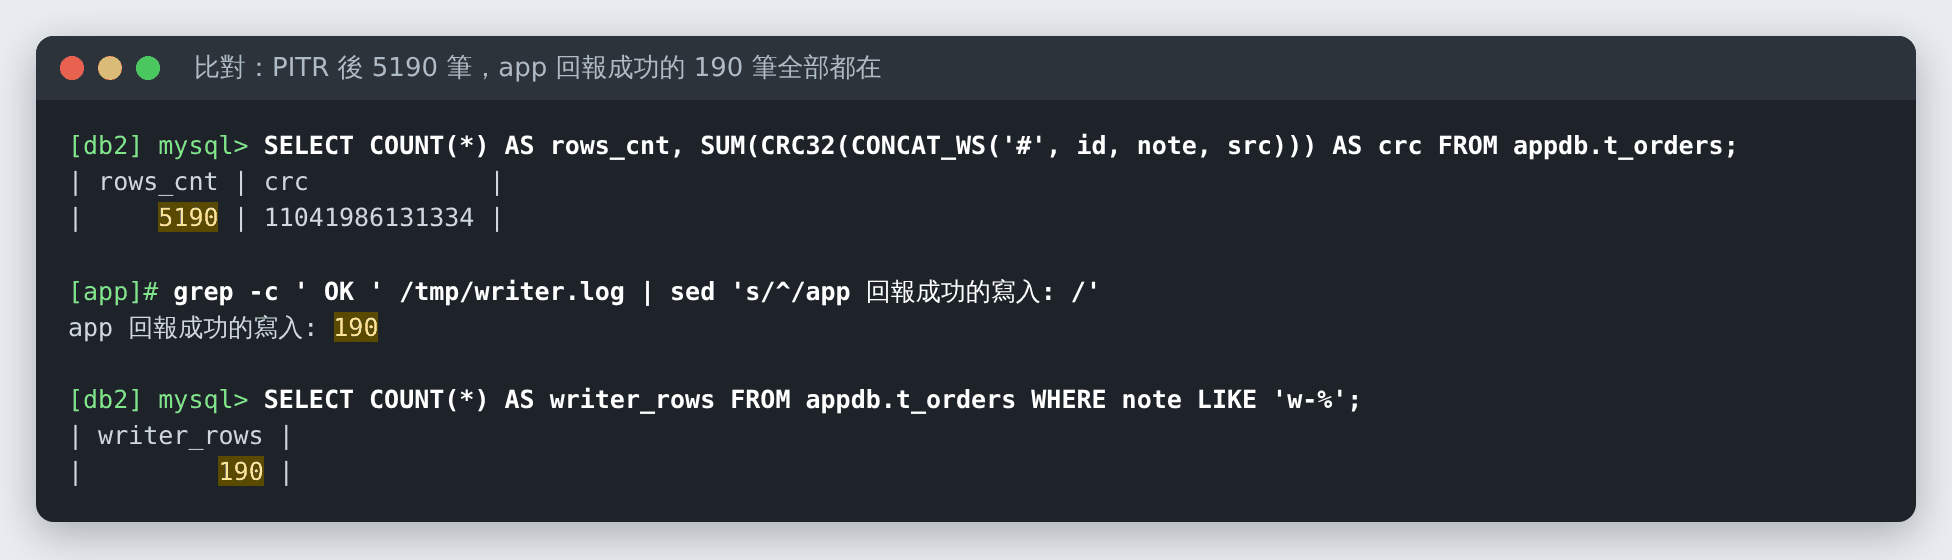 比對：PITR 後 5190 筆，app 回報成功的 190 筆全部都在
[db2] mysql> SELECT COUNT(*) AS rows_cnt, SUM(CRC32(CONCAT_WS('#', id, note, src))) AS crc FROM appdb.t_orders;
| rows_cnt | crc            |
|     5190 | 11041986131334 |
[app]# grep -c ' OK ' /tmp/writer.log | sed 's/^/app 回報成功的寫入: /'
app 回報成功的寫入: 190
[db2] mysql> SELECT COUNT(*) AS writer_rows FROM appdb.t_orders WHERE note LIKE 'w-%';
| writer_rows |
|         190 |